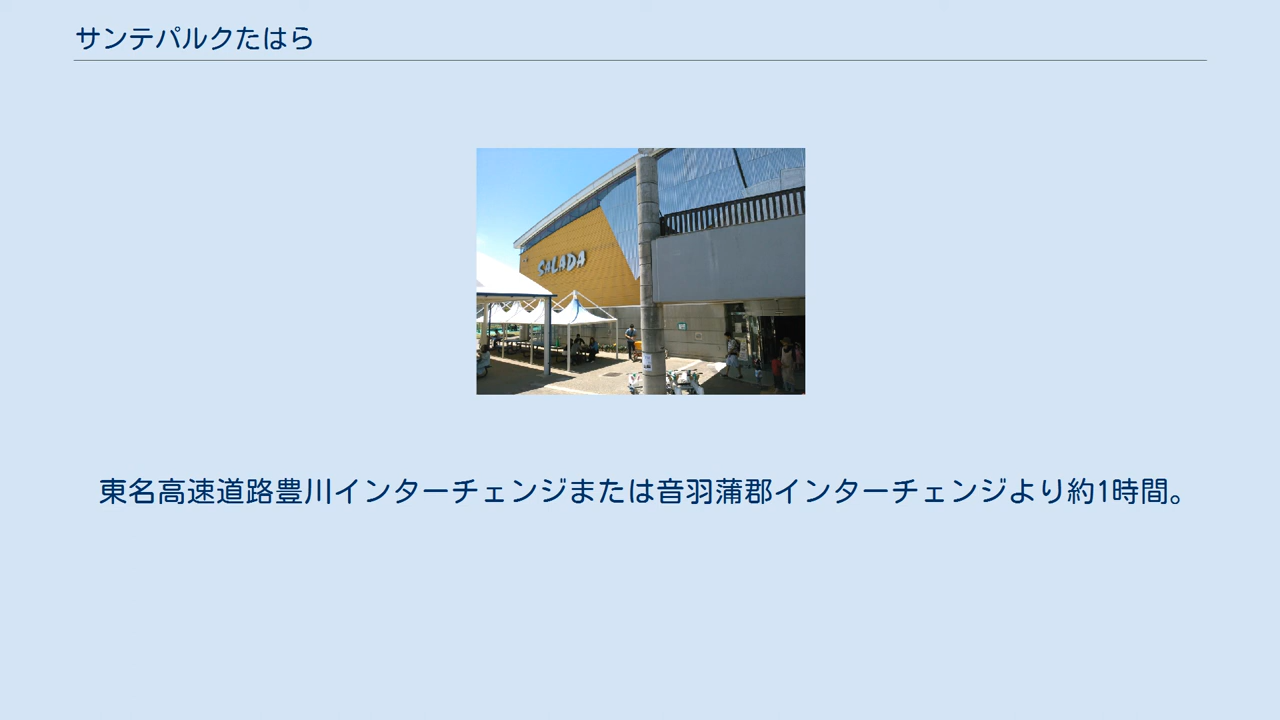 サンテパルクたはら
SALADA
東名高速道路豊川インターチェンジまたは音羽蒲郡インターチェンジより約1時間。